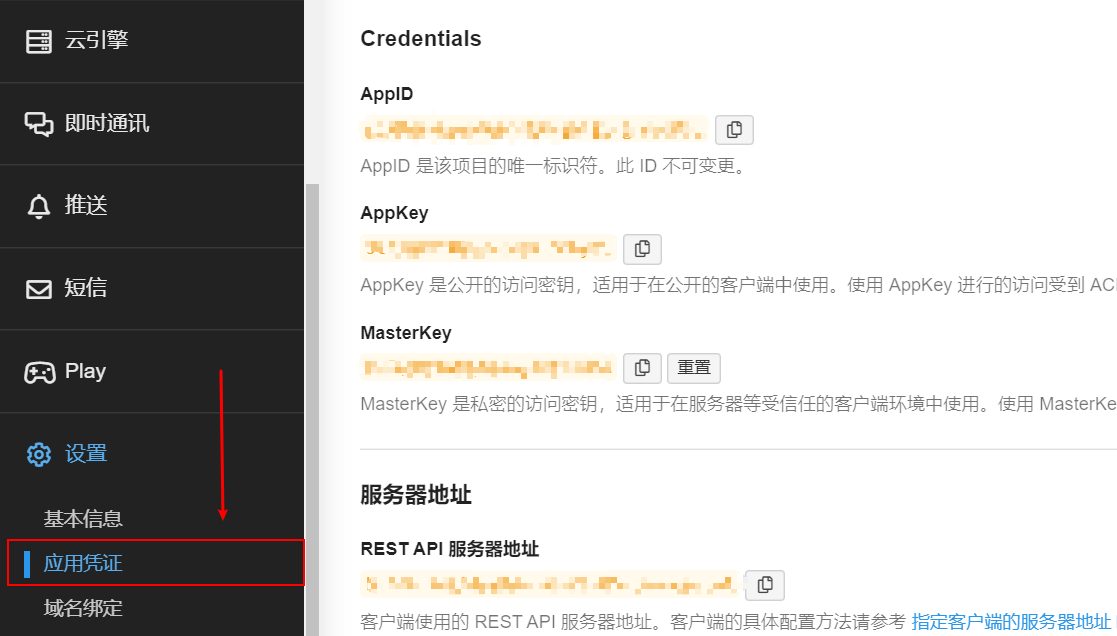 云引擎
即时通讯
推送
短信
Play
设置
基本信息
应用凭证
域名绑定
Credentials
AppID
AppID 是该项目的唯一标识符。此 ID 不可变更。
AppKey
AppKey 是公开的访问密钥，适用于在公开的客户端中使用。使用 AppKey 进行的访问受到
MasterKey
重置
MasterKey 是私密的访问密钥，适用于在服务器等受信任的客户端环境中使用。使用
服务器地址
REST API 服务器地址
客户端使用的 REST API 服务器地址。客户端的具体配置方法请参考 指定客户端的服务器地址